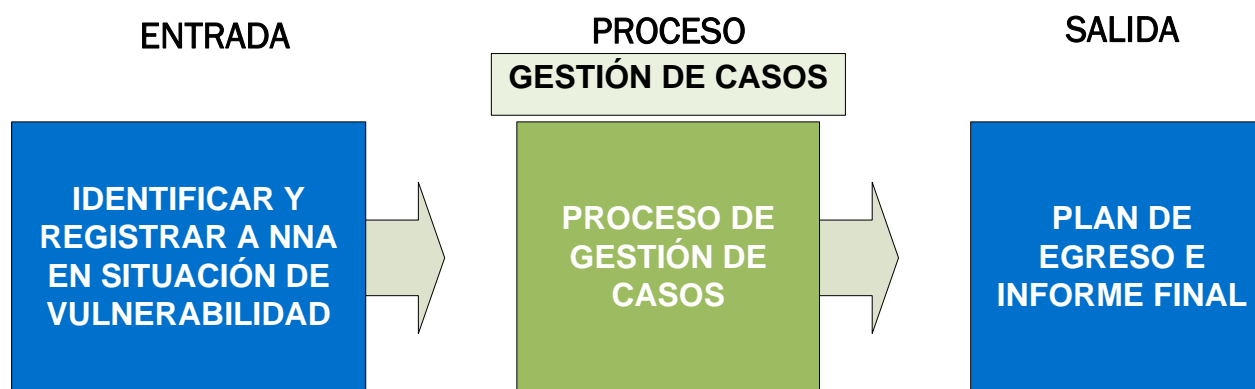 ENTRADA
PROCESO
SALIDA
GESTIÓN DE CASOS
IDENTIFICAR Y
REGISTRAR A NNA
EN SITUACIÓN DE
VULNERABILIDAD
PROCESO DE
GESTIÓN DE
CASOS
PLAN DE
EGRESO E
INFORME FINAL